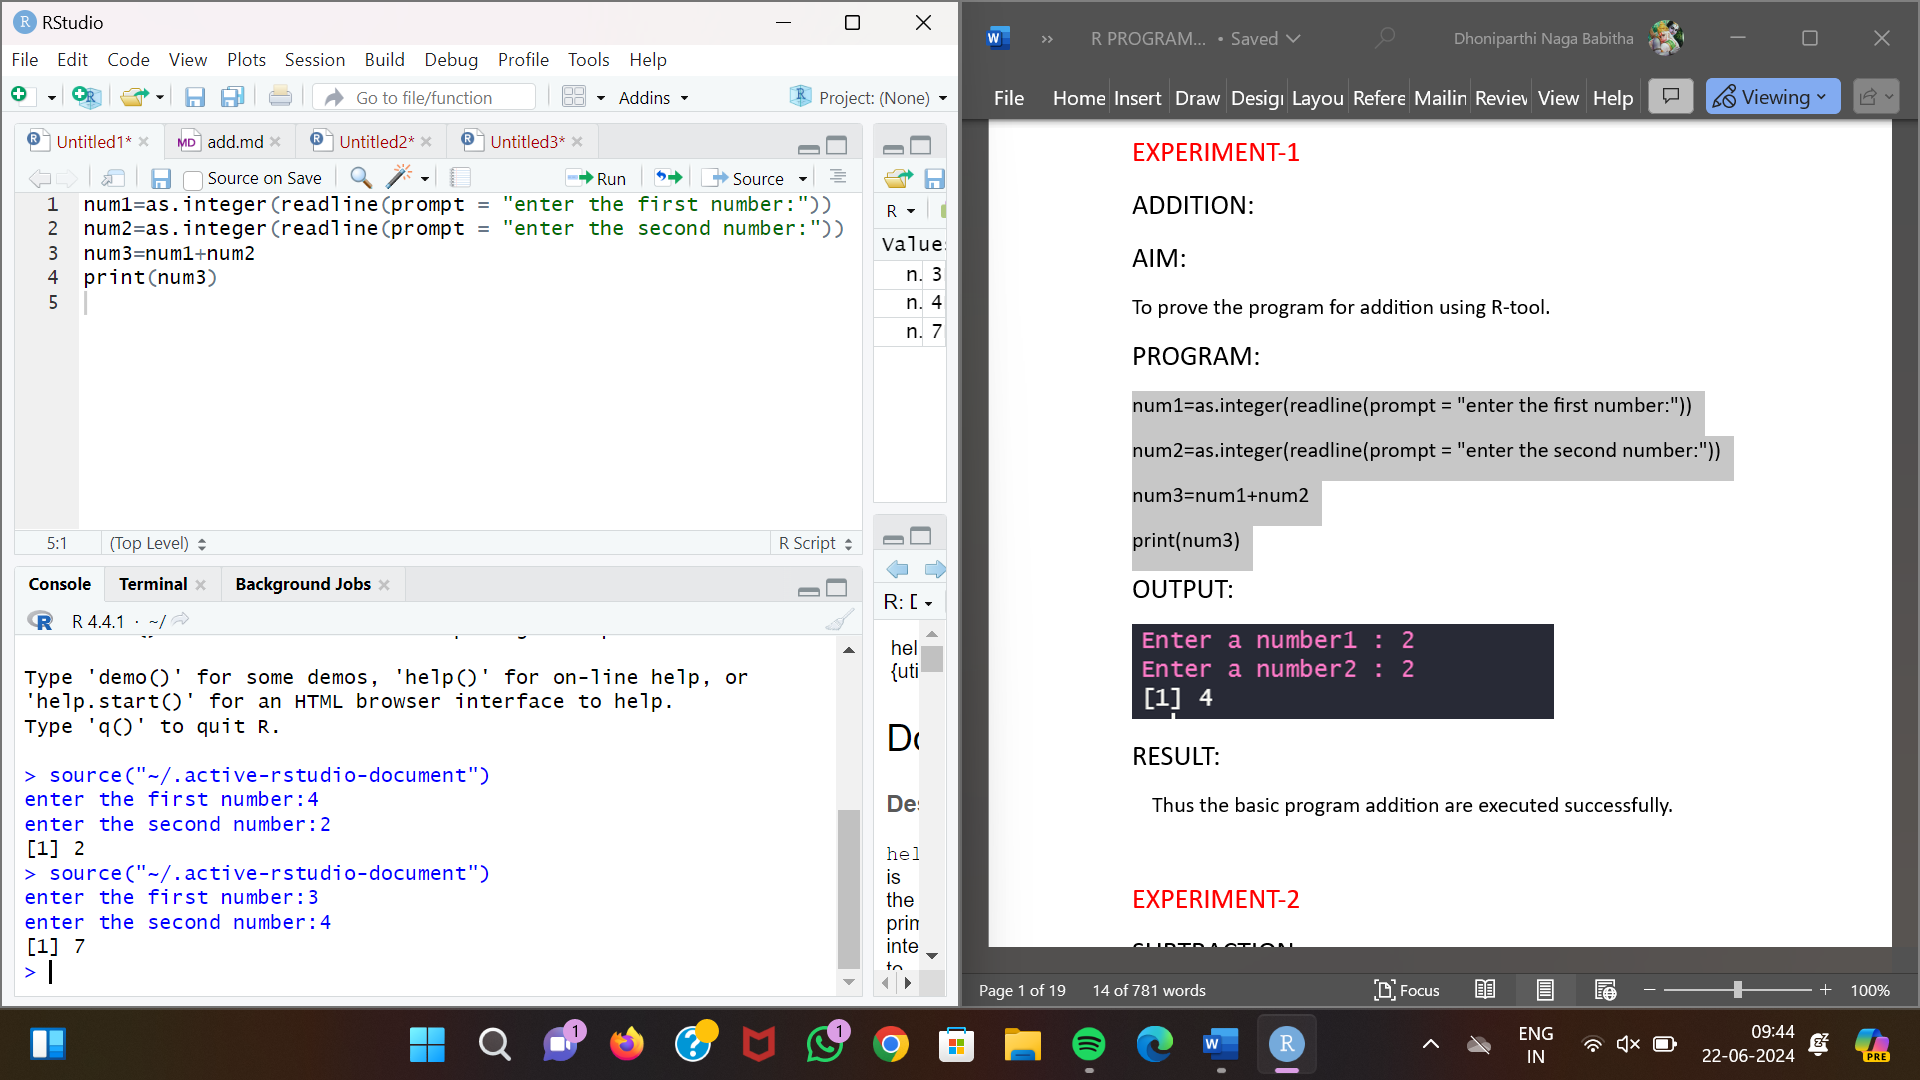 RStudio
File Edit Code View Plots Session Build Debug Profile Tools Help
Go to file/function
Addins
Project: (None)
Untitled1*
add.md
Untitled2*
Untitled3*
Source on Save
Run
Source
1 num1=as.integer(readline(prompt = "enter the first number:"))
2 num2=as.integer(readline(prompt = "enter the second number:"))
3 num3=num1+num2
4 print(num3)
5
5:1 (Top Level) R Script
Console Terminal Background Jobs
R 4.4.1 · ~/
Type 'demo()' for some demos, 'help()' for on-line help, or
'help.start()' for an HTML browser interface to help.
Type 'q()' to quit R.
> source("~/.active-rstudio-document")
enter the first number:4
enter the second number:2
[1] 2
> source("~/.active-rstudio-document")
enter the first number:3
enter the second number:4
[1] 7
>
R
Values
n. 3
n. 4
n. 7
R: 
hel
{uti
Do
Des
hel
is
the
prim
inte
to
R PROGRAM... • Saved
Dhoniparthi Naga Babitha
File Home Insert Draw Design Layou Refere Mailin Review View Help
Viewing
EXPERIMENT-1
ADDITION:
AIM:
To prove the program for addition using R-tool.
PROGRAM:
num1=as.integer(readline(prompt = "enter the first number:"))
num2=as.integer(readline(prompt = "enter the second number:"))
num3=num1+num2
print(num3)
OUTPUT:
Enter a number1 : 2
Enter a number2 : 2
[1] 4
RESULT:
Thus the basic program addition are executed successfully.
EXPERIMENT-2
SUBTRACTION
Page 1 of 19 14 of 781 words Focus 100%
1
1
ENG
IN
09:44
22-06-2024
PRE